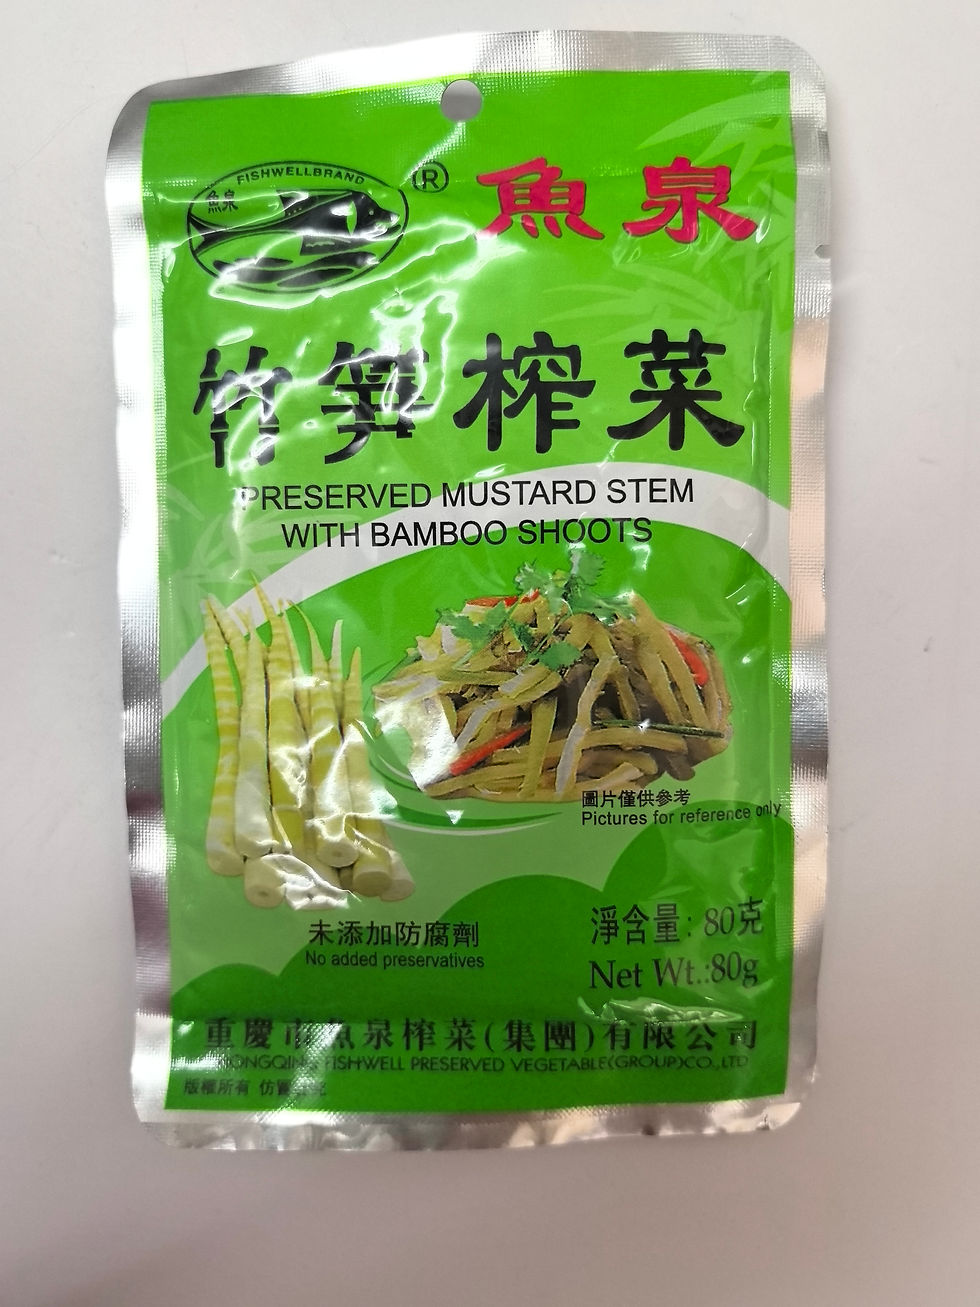 FISHWELLBRAND
魚泉
®
魚泉
竹筍榨菜
PRESERVED MUSTARD STEM
WITH BAMBOO SHOOTS
圖片僅供參考
Pictures for reference only
未添加防腐劑
No added preservatives
淨含量: 80克
Net Wt.:80g
重慶市魚泉榨菜(集團)有限公司
FISHWELL PRESERVED VEGETABLE(GROUP)CO.,LTD
版權所有